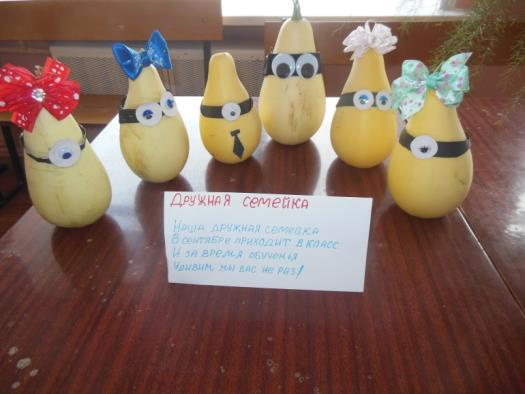 ДРУЖНАЯ СЕМЕЙКА
НАША ДРУЖНАЯ СЕМЕЙКА
В СЕНТЯБРЕ ПРИХОДИТ В КЛАСС
И ЗА ВРЕМЯ ОБУЧЕНЬЯ
УДИВИМ МЫ ВАС НЕ РАЗ!